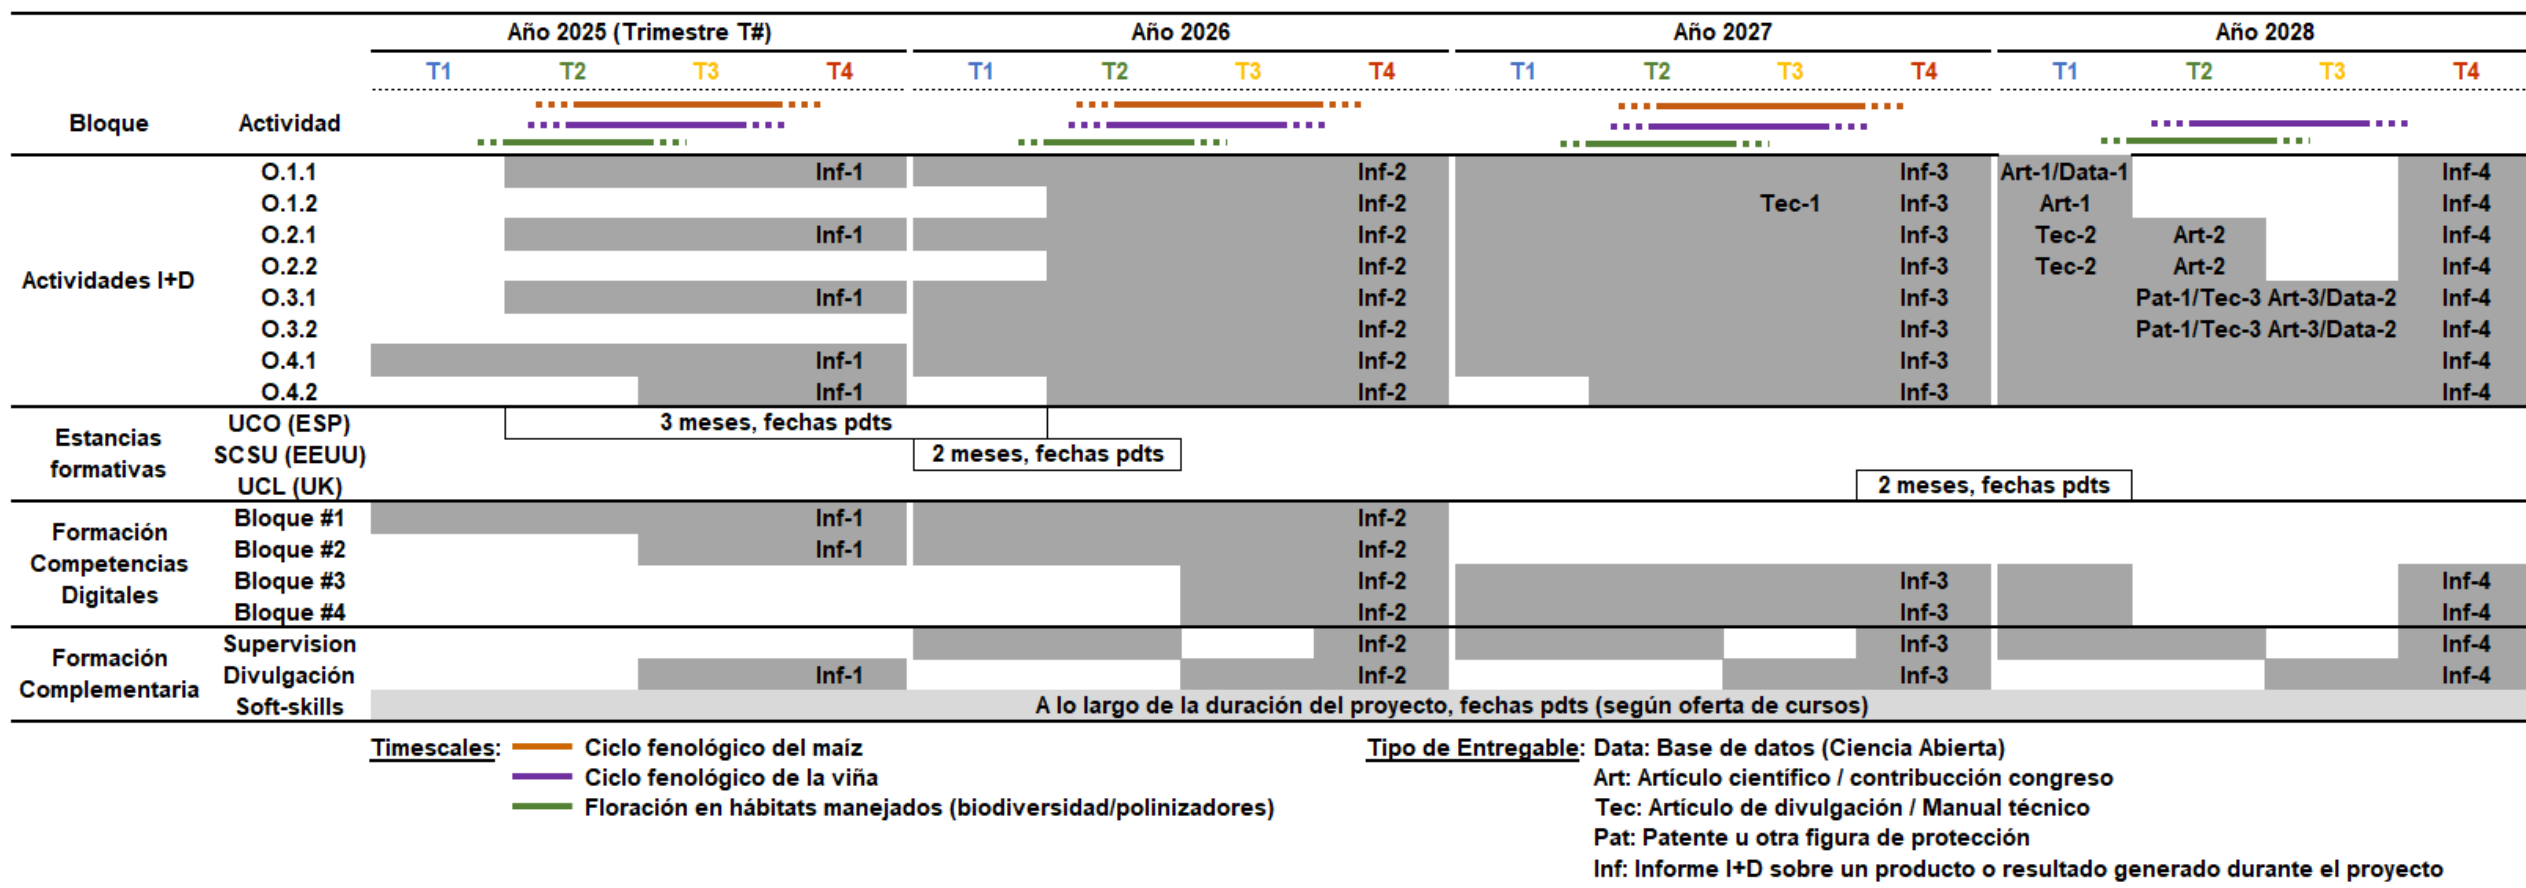 Año 2025 (Trimestre T#) Año 2026 Año 2027 Año 2028
T1 T2 T3 T4 T1 T2 T3 T4 T1 T2 T3 T4 T1 T2 T3 T4
Bloque Actividad
O.1.1 Inf-1 Inf-2 Inf-3 Art-1/Data-1 Inf-4
O.1.2 Inf-2 Tec-1 Inf-3 Art-1 Inf-4
O.2.1 Inf-1 Inf-2 Inf-3 Tec-2 Art-2 Inf-4
Actividades I+D O.2.2 Inf-2 Inf-3 Tec-2 Art-2 Inf-4
O.3.1 Inf-1 Inf-2 Inf-3 Pat-1/Tec-3 Art-3/Data-2 Inf-4
O.3.2 Inf-2 Inf-3 Pat-1/Tec-3 Art-3/Data-2 Inf-4
O.4.1 Inf-1 Inf-2 Inf-3 Inf-4
O.4.2 Inf-1 Inf-2 Inf-3 Inf-4
Estancias formativas
UCO (ESP) 3 meses, fechas pdts
SCSU (EEUU) 2 meses, fechas pdts
UCL (UK) 2 meses, fechas pdts
Formación Competencias Digitales
Bloque #1 Inf-1 Inf-2
Bloque #2 Inf-1 Inf-2
Bloque #3 Inf-2 Inf-3 Inf-4
Bloque #4 Inf-2 Inf-3 Inf-4
Formación Complementaria
Supervision Inf-2 Inf-3 Inf-4
Divulgación Inf-1 Inf-2 Inf-3 Inf-4
Soft-skills A lo largo de la duración del proyecto, fechas pdts (según oferta de cursos)
Timescales: Ciclo fenológico del maíz
Ciclo fenológico de la viña
Floración en hábitats manejados (biodiversidad/polinizadores)
Tipo de Entregable: Data: Base de datos (Ciencia Abierta)
Art: Artículo científico / contribucción congreso
Tec: Artículo de divulgación / Manual técnico
Pat: Patente u otra figura de protección
Inf: Informe I+D sobre un producto o resultado generado durante el proyecto